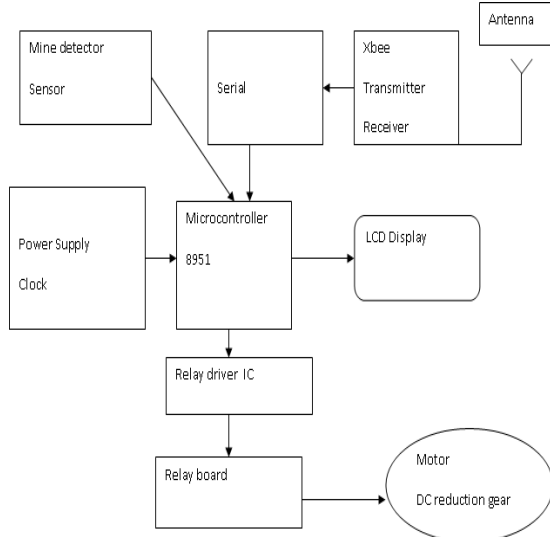 Mine detector
Sensor
Serial
Xbee
Transmitter
Receiver
Antenna
Power Supply
Clock
Microcontroller
8951
LCD Display
Relay driver IC
Relay board
Motor
DC reduction gear